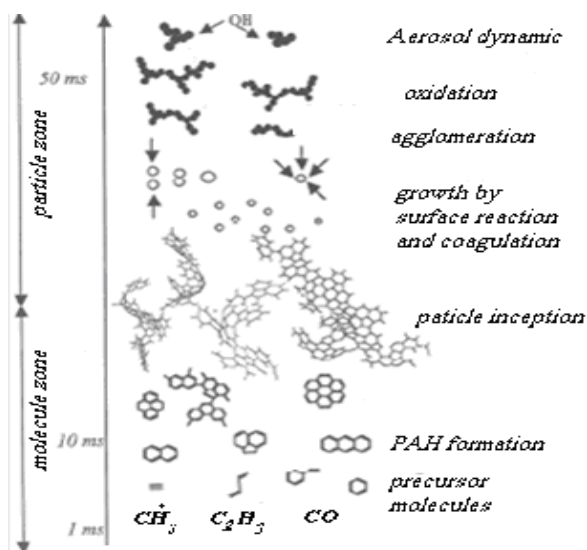 QH
Aerosol dynamic
50 ms
oxidation
agglomeration
particle zone
growth by
surface reaction
and coagulation
paticle inception
molecule zone
10 ms
PAH formation
precursor
molecules
CH₃ C₂H₃ CO
1 ms